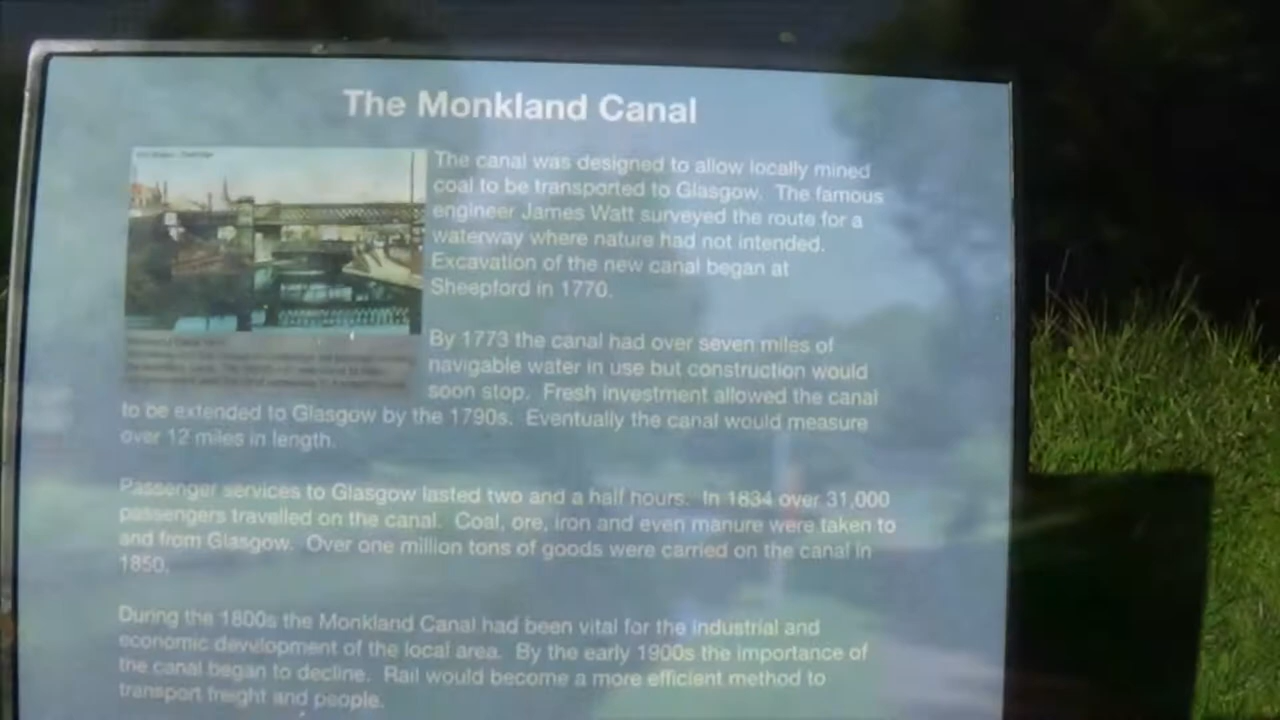 The Monkland Canal
The canal was designed to allow locally mined
coal to be transported to Glasgow. The famous
engineer James Watt surveyed the route for a
waterway where nature had not intended.
Excavation of the new canal began at
Sheepford in 1770.
By 1773 the canal had over seven miles of
navigable water in use but construction would
soon stop. Fresh investment allowed the canal
to be extended to Glasgow by the 1790s. Eventually the canal would measure
over 12 miles in length.
Passenger services to Glasgow lasted two and a half hours. In 1834 over 31,000
passengers travelled on the canal. Coal, ore, iron and even manure were taken to
and from Glasgow. Over one million tons of goods were carried on the canal in
1850.
During the 1800s the Monkland Canal had been vital for the industrial and
economic development of the local area. By the early 1900s the importance of
the canal began to decline. Rail would become a more efficient method to
transport freight and people.